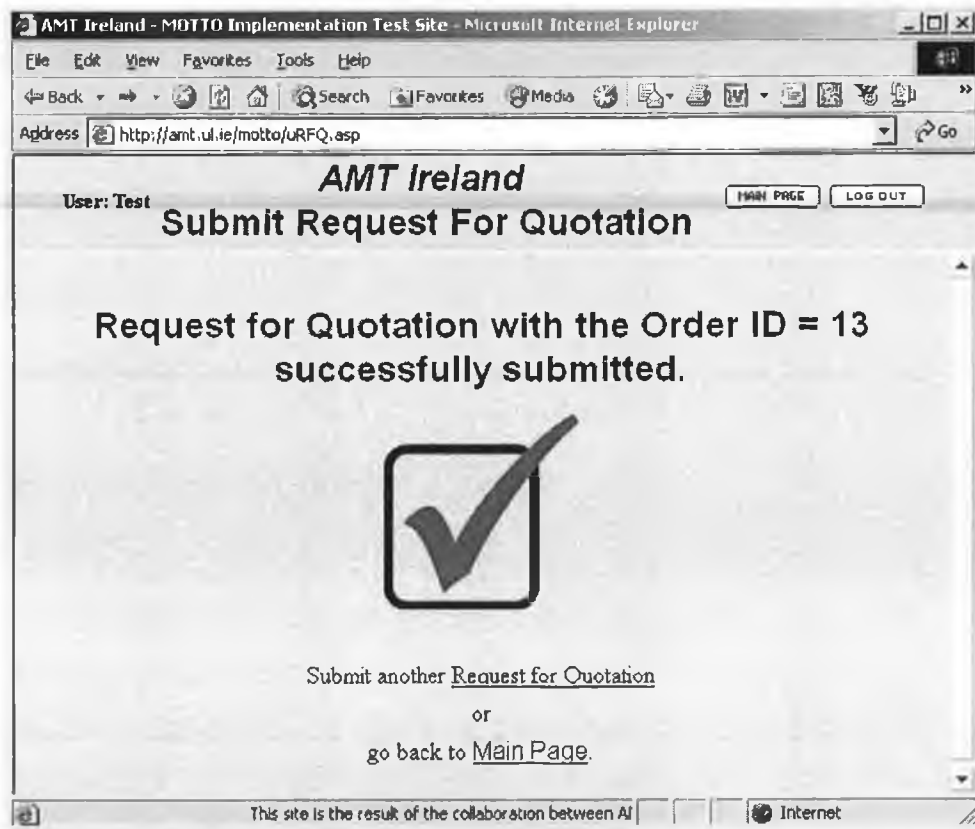 AMT Ireland - MOTTO Implementation Test Site - Microsoft Internet Explorer
File Edit View Favorites Tools Help
Back Search Favorites Media
Address http://amt.ul.ie/motto/uRFQ.asp Go
User: Test
AMT Ireland
MAIN PAGE LOG OUT
Submit Request For Quotation
Request for Quotation with the Order ID = 13
successfully submitted.
Submit another Request for Quotation
or
go back to Main Page.
This site is the result of the collaboration between AI Internet